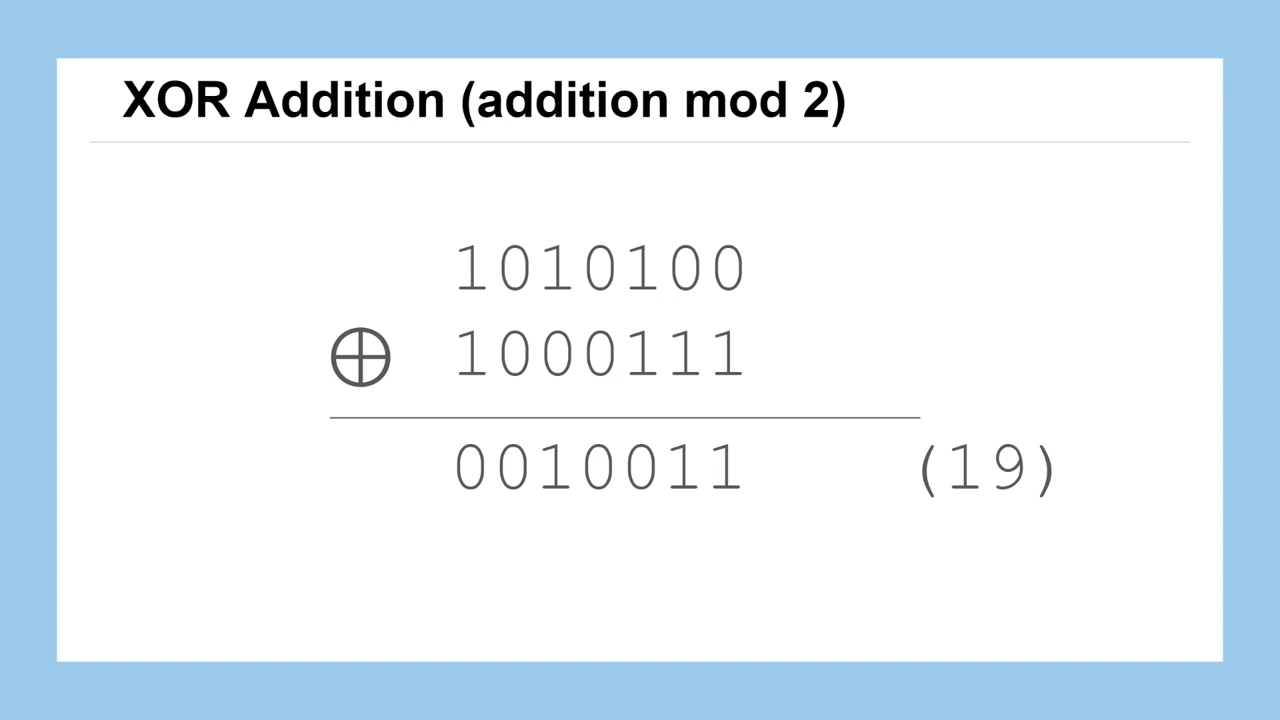 XOR Addition (addition mod 2)
1010100
⊕ 1000111
0010011 (19)